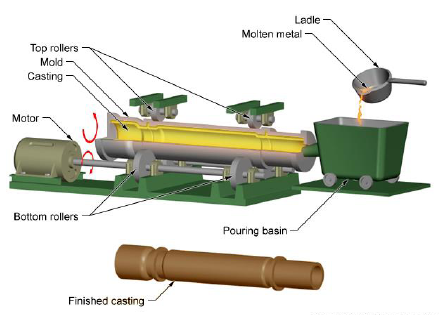 Ladle
Molten metal
Top rollers
Mold
Casting
Motor
Bottom rollers
Pouring basin
Finished casting